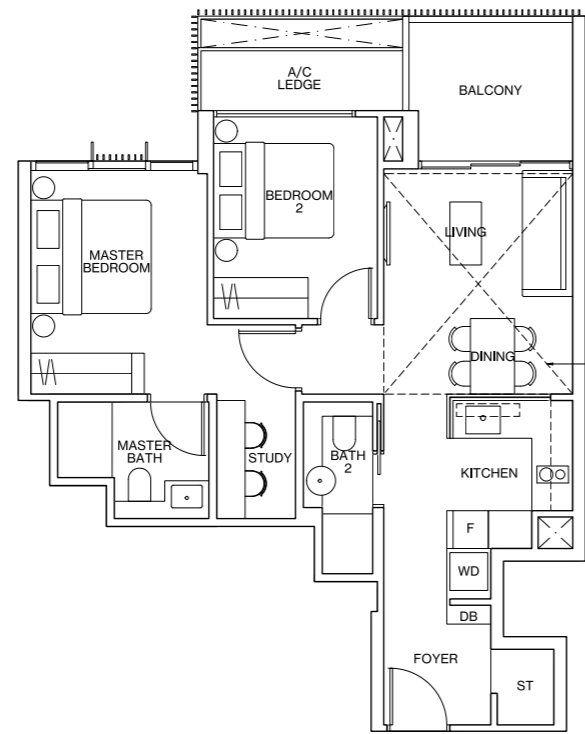 A/C
LEDGE
BALCONY
BEDROOM
2
LIVING
MASTER
BEDROOM
DINING
MASTER
BATH
STUDY
BATH
2
KITCHEN
F
WD
DB
FOYER
ST